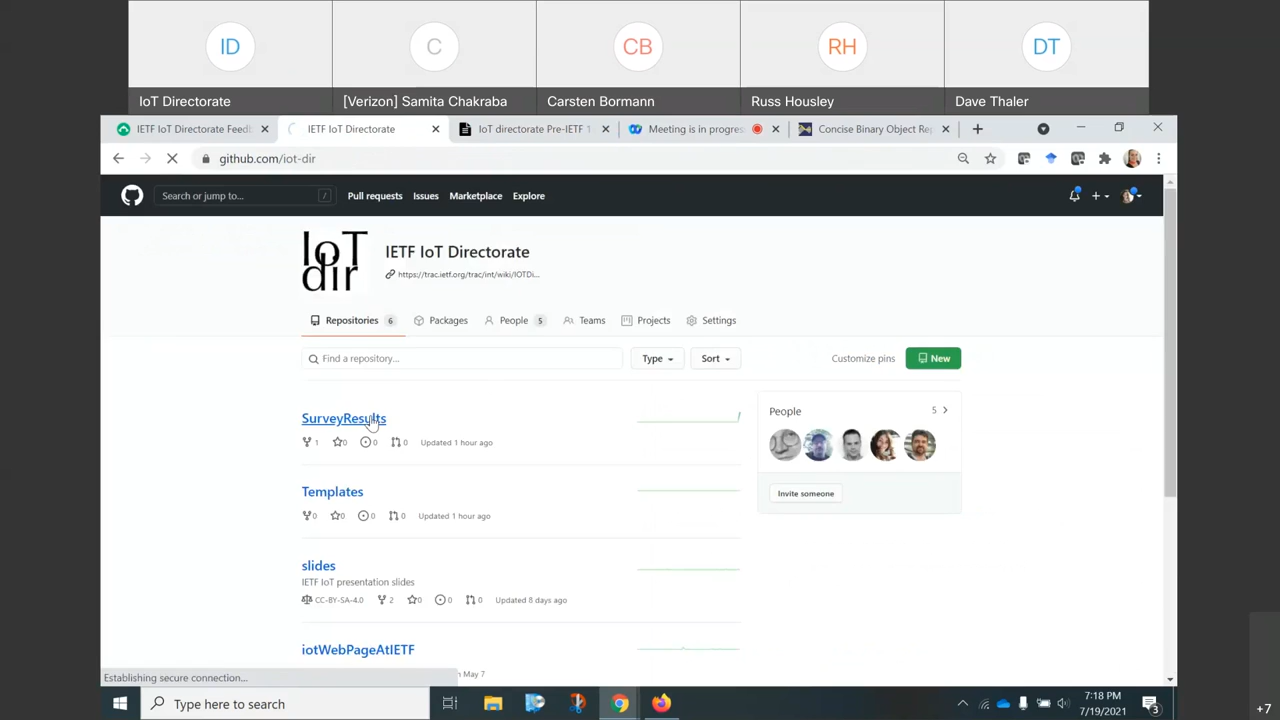 ID
C
CB
RH
DT
IoT Directorate
[Verizon] Samita Chakraba
Carsten Bormann
Russ Housley
Dave Thaler
IETF IoT Directorate Feedb
IETF IoT Directorate
IoT directorate Pre-IETF 1
Meeting is in progres
Concise Binary Object Rep
github.com/iot-dir
Search or jump to...
/
Pull requests
Issues
Marketplace
Explore
IoT
dir
IETF IoT Directorate
https://trac.ietf.org/trac/int/wiki/IOTDi...
Repositories 6
Packages
People 5
Teams
Projects
Settings
Find a repository...
Type
Sort
Customize pins
New
SurveyResults
1 0 0 0 Updated 1 hour ago
People 5
Invite someone
Templates
0 0 0 0 Updated 1 hour ago
slides
IETF IoT presentation slides
CC-BY-SA-4.0 2 0 0 0 Updated 8 days ago
iotWebPageAtIETF
n May 7
Establishing secure connection...
Type here to search
7:18 PM
7/19/2021
3
+7